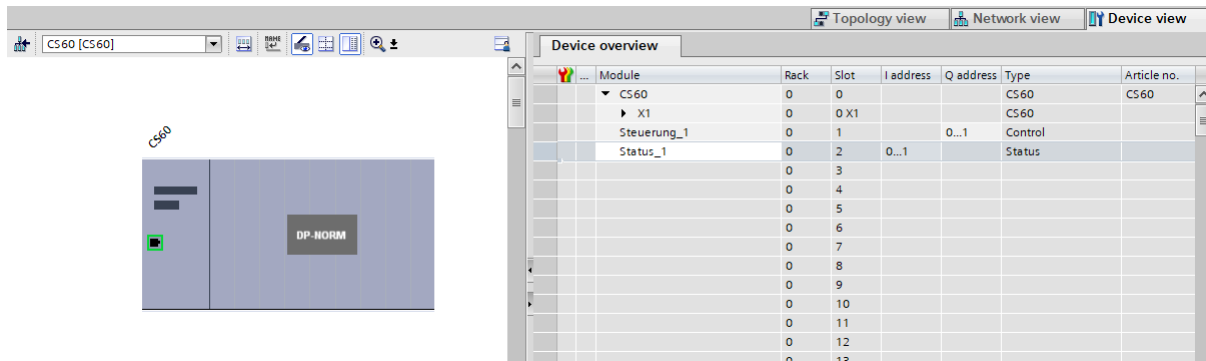 Topology view Network view Device view
CS60 [CS60]
NAME
Device overview
... Module Rack Slot I address Q address Type Article no.
CS60 0 0 CS60 CS60
X1 0 0 X1 CS60
Steuerung_1 0 1 0...1 Control
Status_1 0 2 0...1 Status
0 3
0 4
0 5
0 6
0 7
0 8
0 9
0 10
0 11
0 12
0 13
CS60
DP-NORM